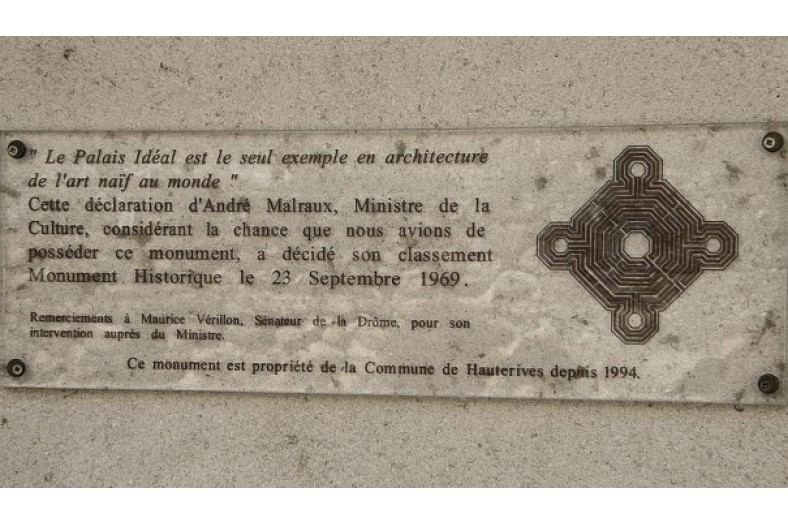 " Le Palais Idéal est le seul exemple en architecture
de l'art naïf au monde "
Cette déclaration d'André Malraux, Ministre de la
Culture, considérant la chance que nous avions de
posséder ce monument, a décidé son classement
Monument Historique le 23 Septembre 1969.
Remerciements à Maurice Vérillon, Sénateur de la Drôme, pour son
intervention auprès du Ministre.
Ce monument est propriété de la Commune de Hauterives depuis 1994.